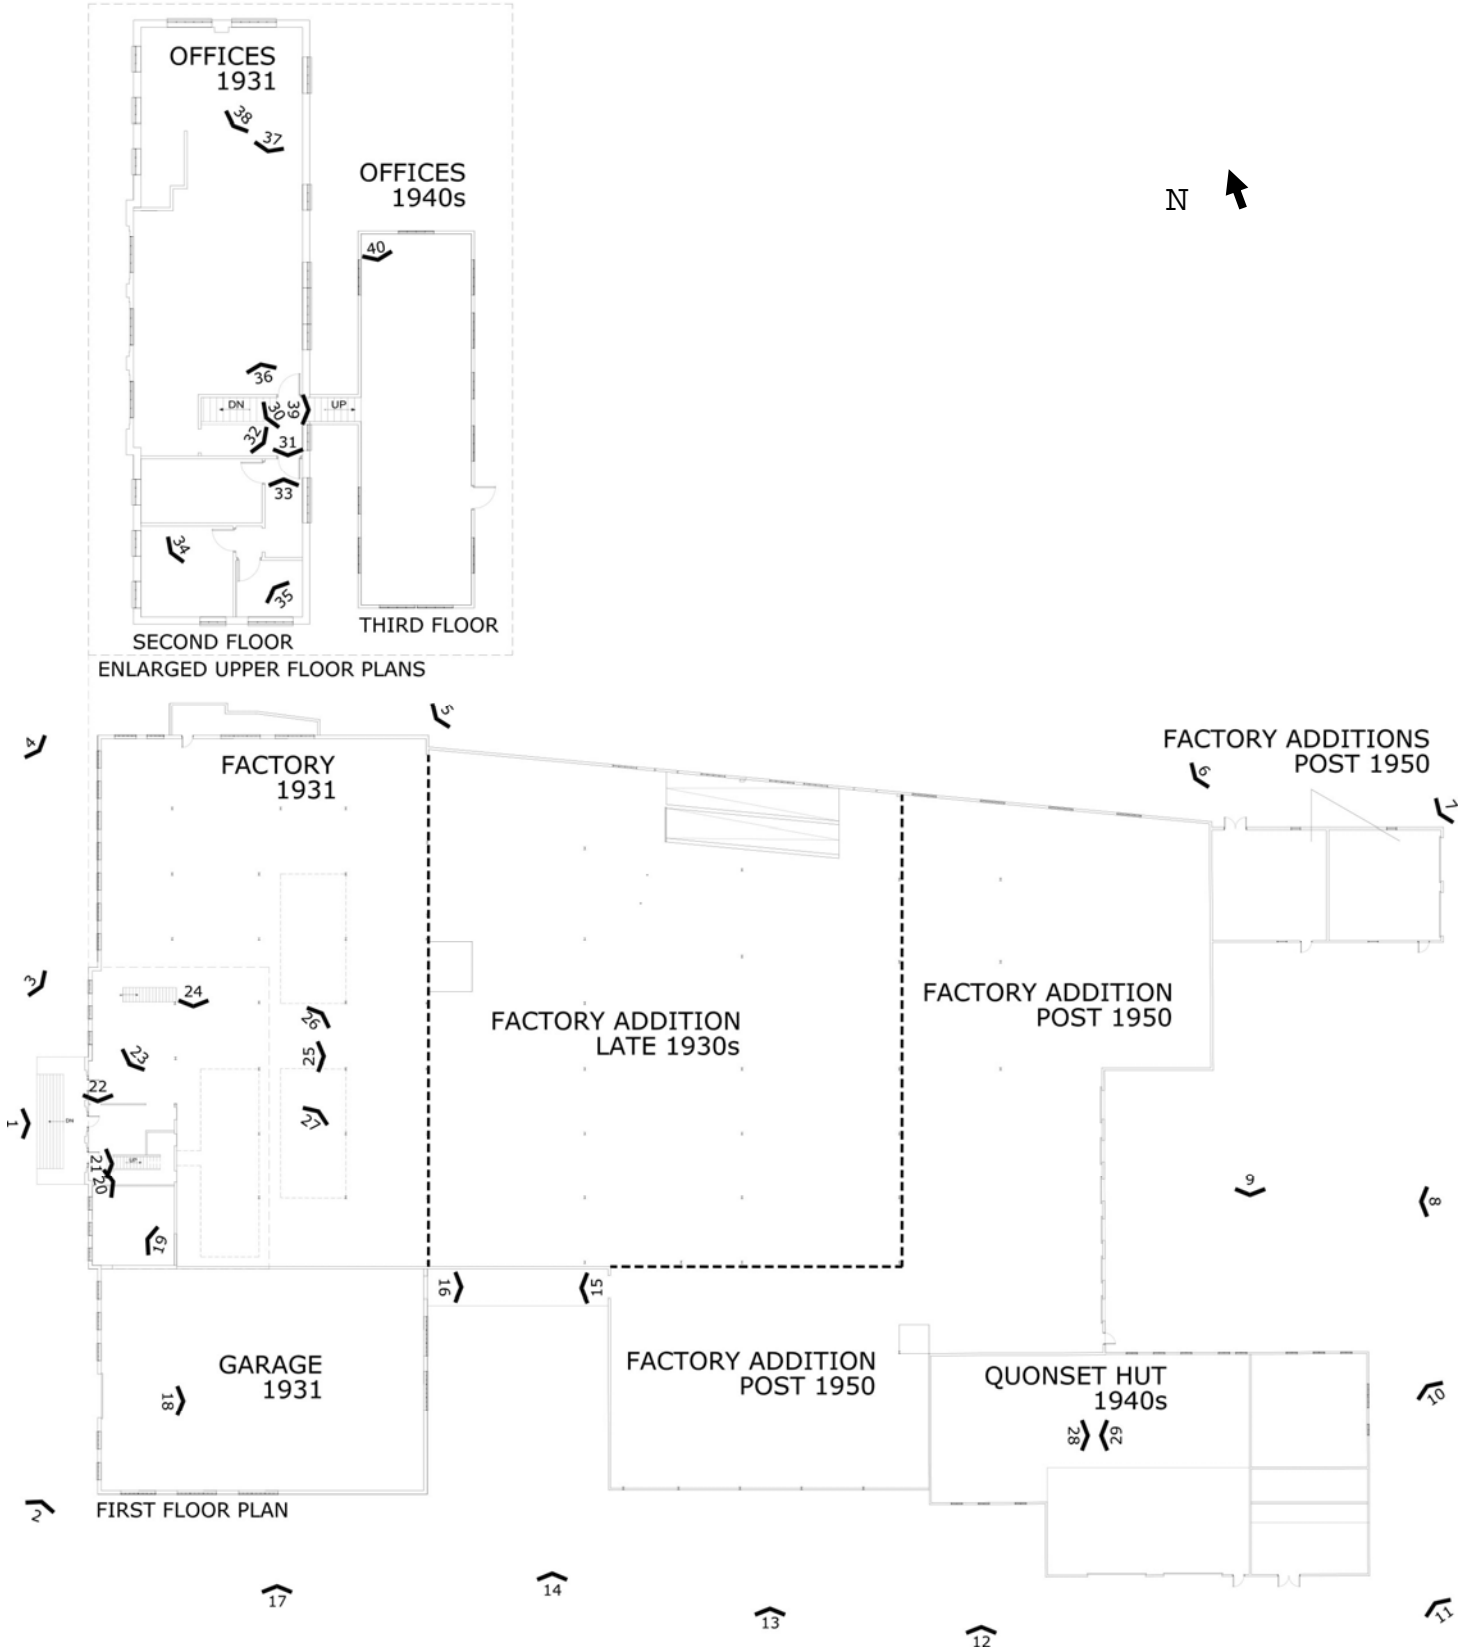 OFFICES
1931
38
37
OFFICES
1940s
N
40
36
DN
30
39
UP
32
31
33
34
35
SECOND FLOOR
THIRD FLOOR
ENLARGED UPPER FLOOR PLANS
4
5
FACTORY
1931
FACTORY ADDITIONS
POST 1950
6
7
3
24
26
25
23
22
27
FACTORY ADDITION
LATE 1930s
FACTORY ADDITION
POST 1950
1
DN
21
UP
20
19
9
8
16
15
GARAGE
1931
18
FACTORY ADDITION
POST 1950
QUONSET HUT
1940s
28
29
10
2
FIRST FLOOR PLAN
17
14
13
12
11